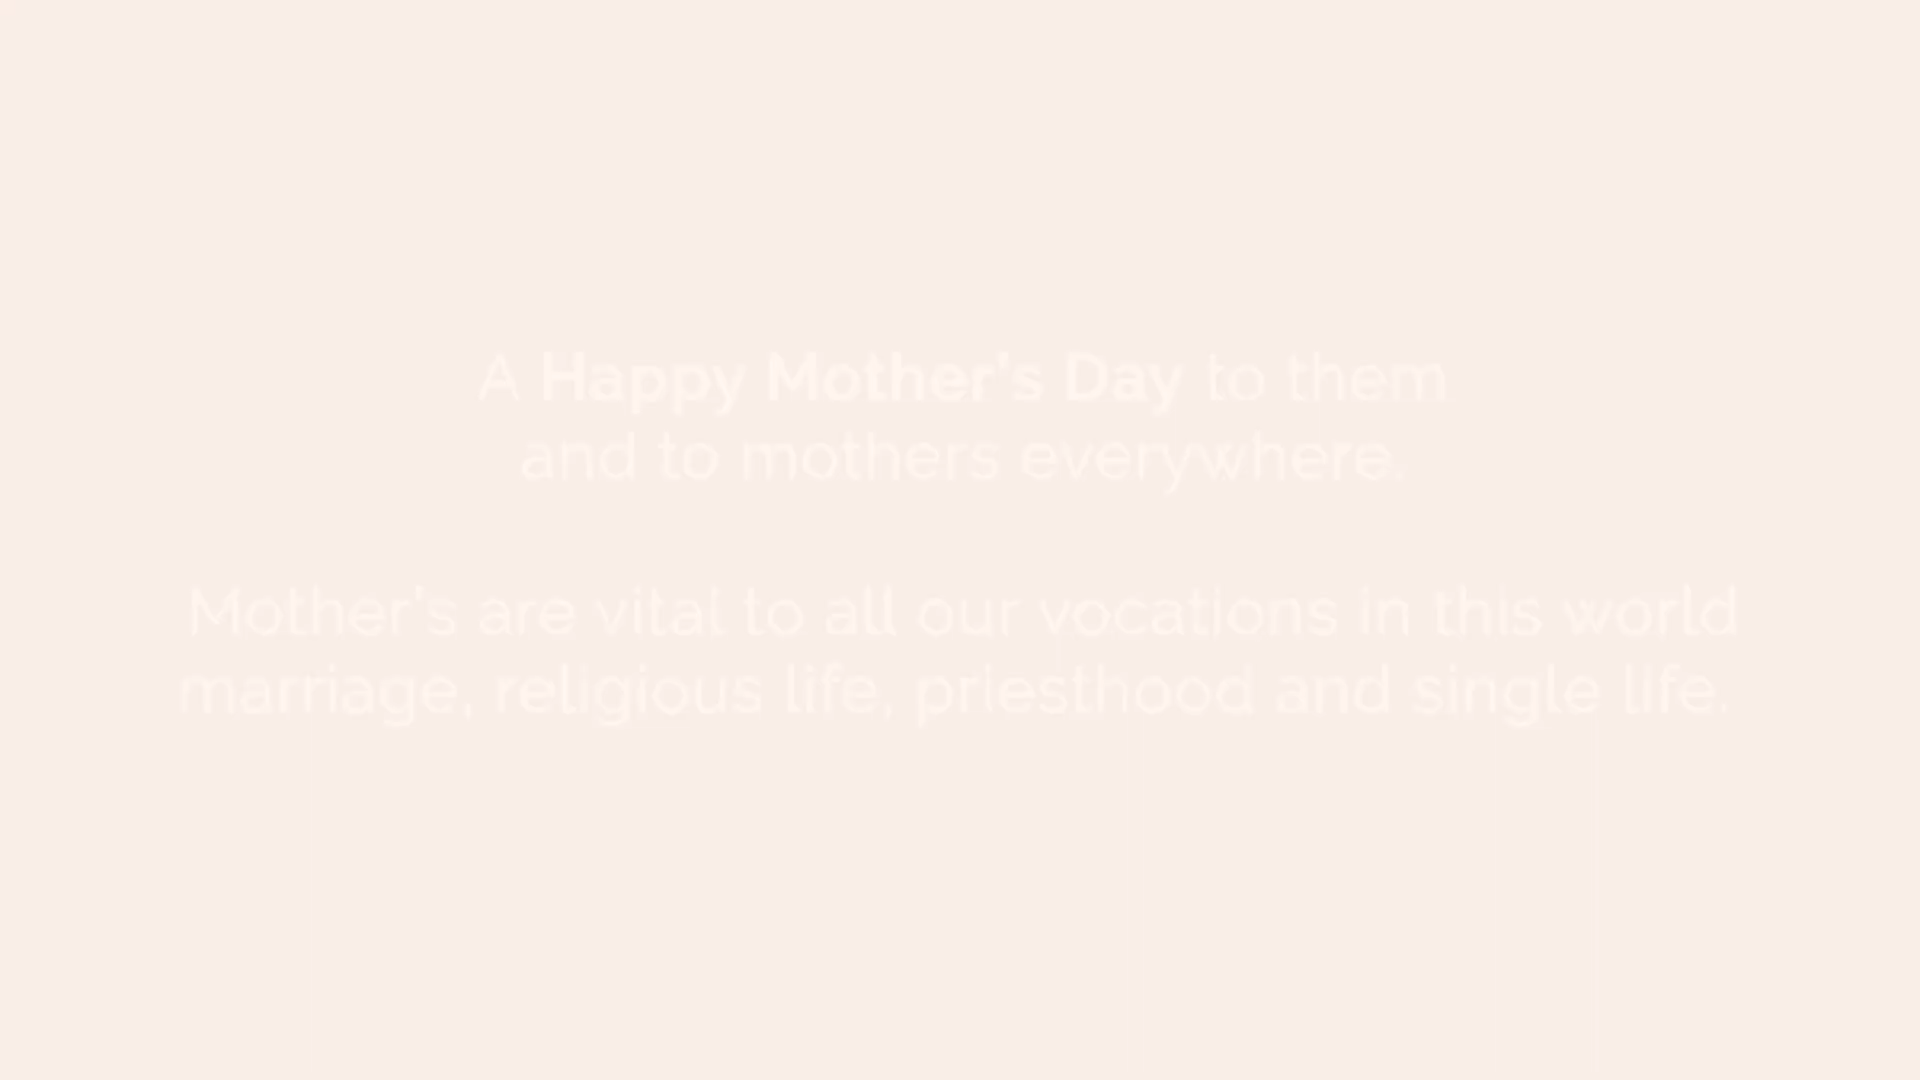 A Happy Mother's Day to them
and to mothers everywhere.
Mother's are vital to all our vocations in this world
marriage, religious life, priesthood and single life.